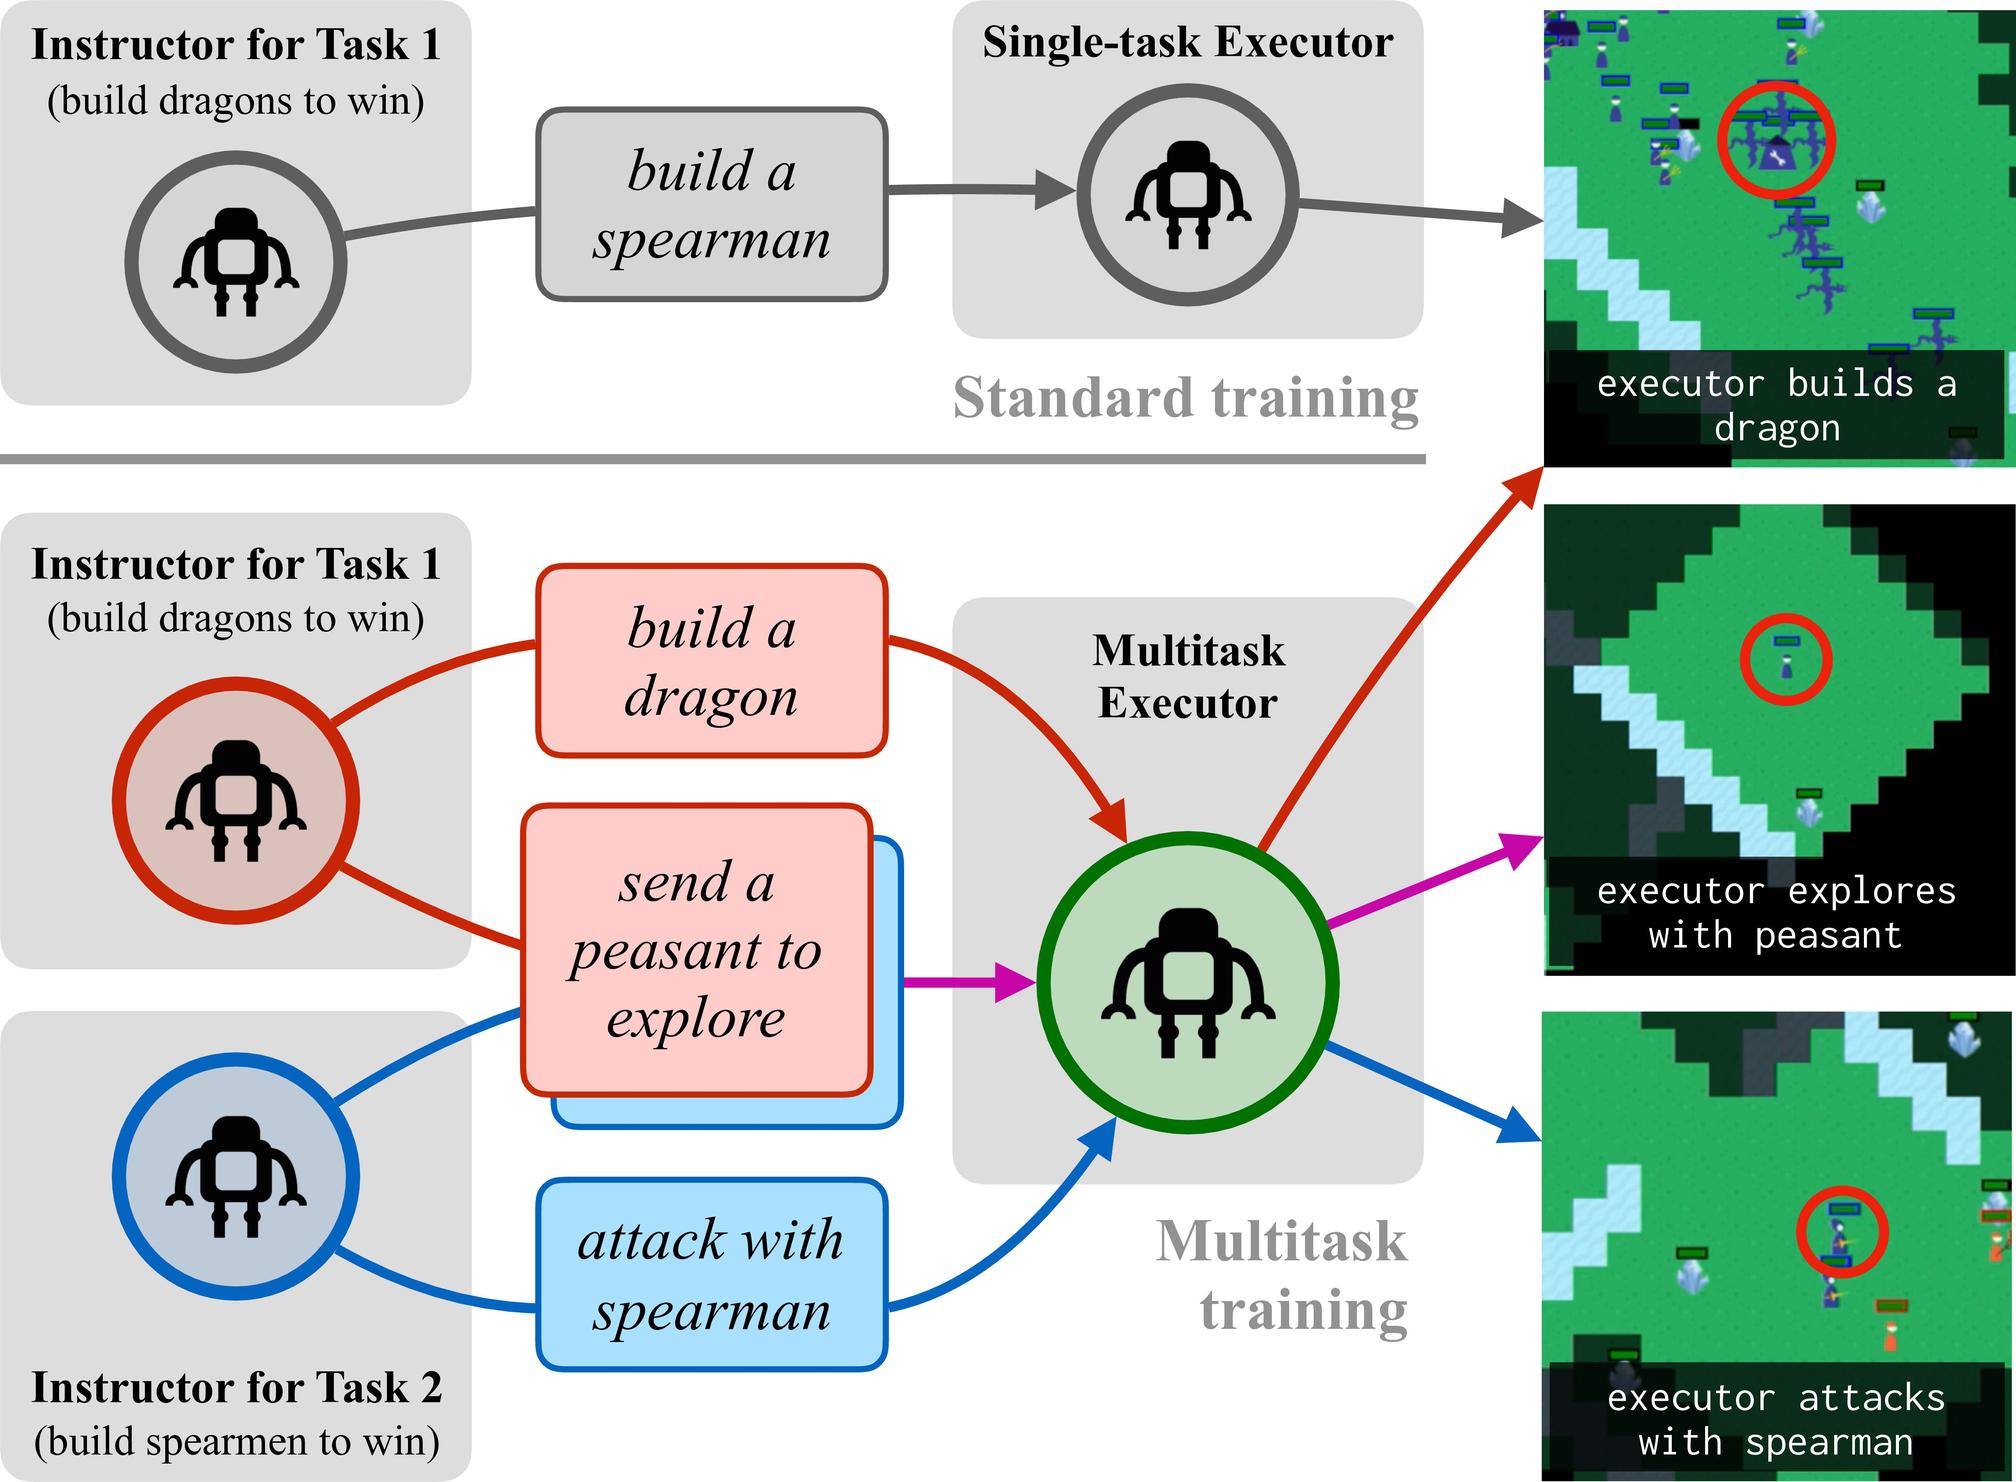 Instructor for Task 1
(build dragons to win)
build a
spearman
Single-task Executor
Standard training
executor builds a
dragon
Instructor for Task 1
(build dragons to win)
build a
dragon
send a
peasant to
explore
attack with
spearman
Instructor for Task 2
(build spearmen to win)
Multitask
Executor
Multitask
training
executor explores
with peasant
executor attacks
with spearman